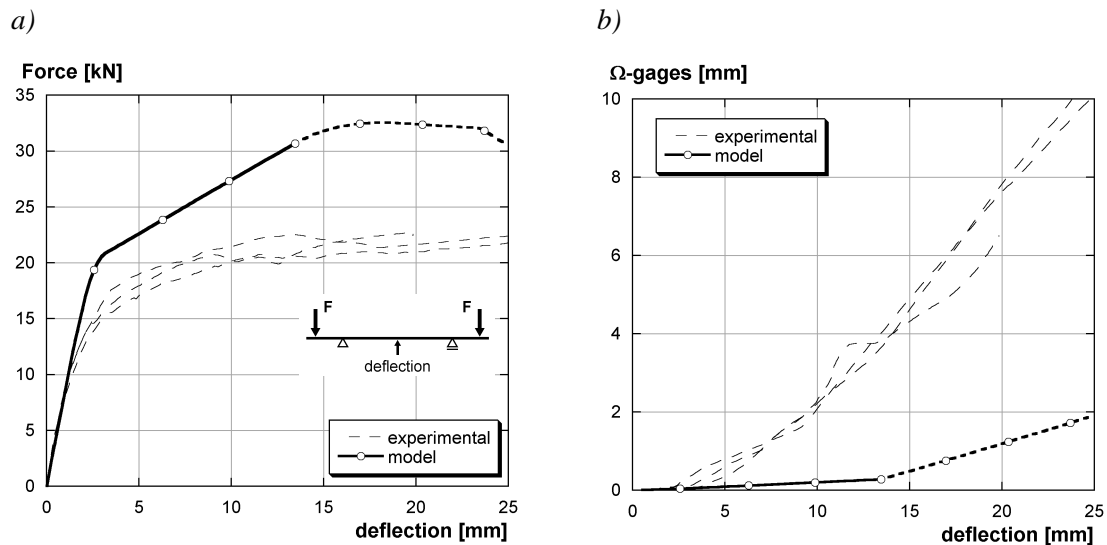 a)
Force [kN]
35
30
25
20
15
10
5
0
F F
deflection
experimental
model
0 5 10 15 20 25
deflection [mm]
b)
Ω-gages [mm]
10
8
6
4
2
0
experimental
model
0 5 10 15 20 25
deflection [mm]